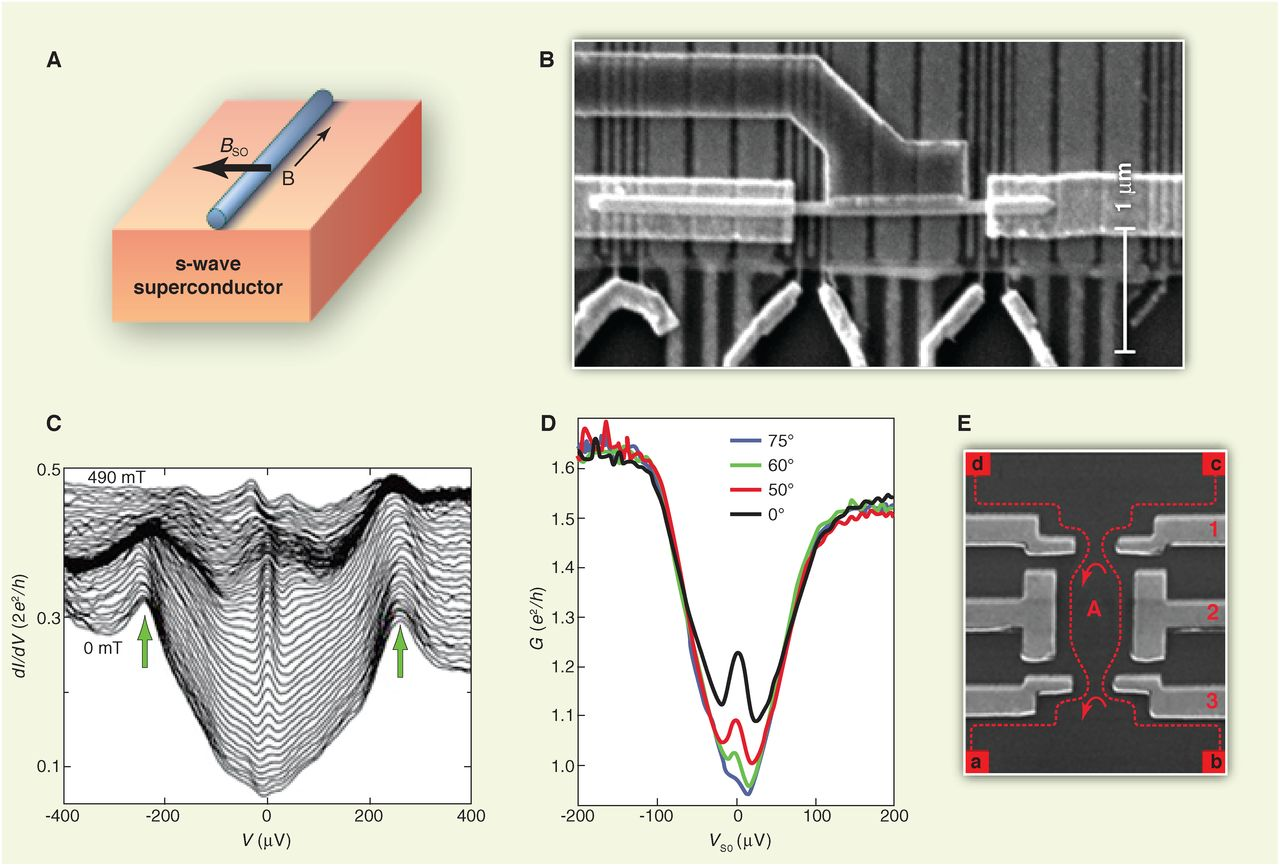 A
B_SO
B
s-wave
superconductor
B
1 μm
C
0.5
0.3
0.1
490 mT
0 mT
dI/dV (2e²/h)
-400
-200
0
200
400
V (μV)
D
75°
60°
50°
0°
1.6
1.5
1.4
1.3
1.2
1.1
1.0
G (e²/h)
-200
-100
0
100
200
V_S0 (μV)
E
d
c
1
A
2
3
a
b